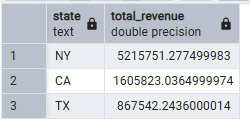 state text total_revenue double precision
1 NY 5215751.277499983
2 CA 1605823.0364999974
3 TX 867542.2436000014